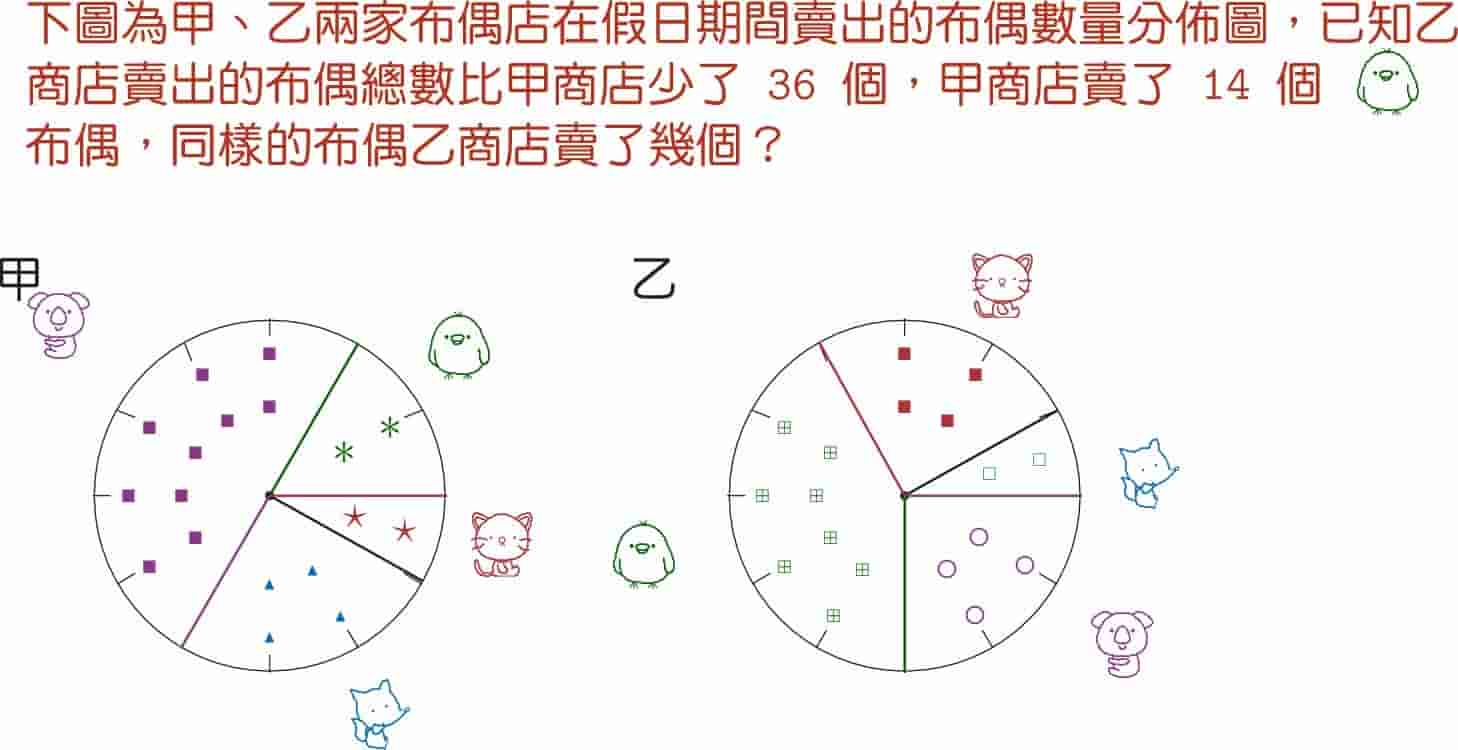 下圖為甲、乙兩家布偶店在假日期間賣出的布偶數量分佈圖，已知乙
商店賣出的布偶總數比甲商店少了 36 個，甲商店賣了 14 個
布偶，同樣的布偶乙商店賣了幾個？
甲
乙